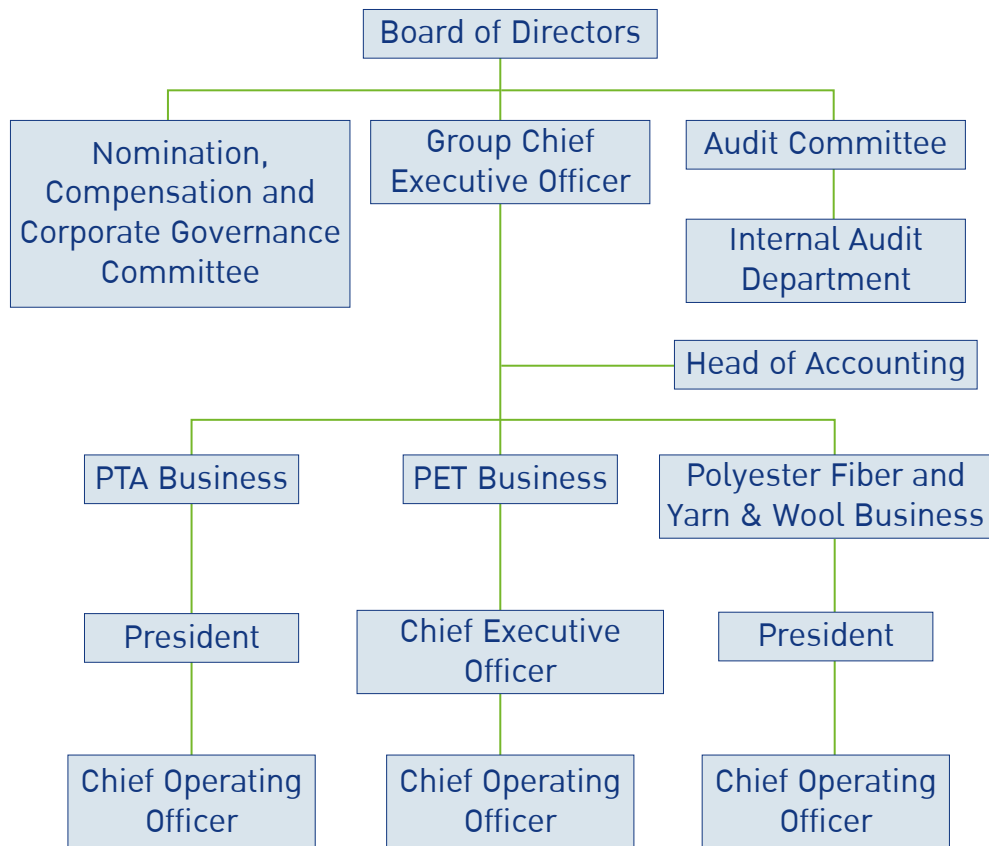 Board of Directors
Nomination,
Compensation and
Corporate Governance
Committee
Group Chief
Executive Officer
Audit Committee
Internal Audit
Department
Head of Accounting
PTA Business
PET Business
Polyester Fiber and
Yarn & Wool Business
President
Chief Executive
Officer
President
Chief Operating
Officer
Chief Operating
Officer
Chief Operating
Officer